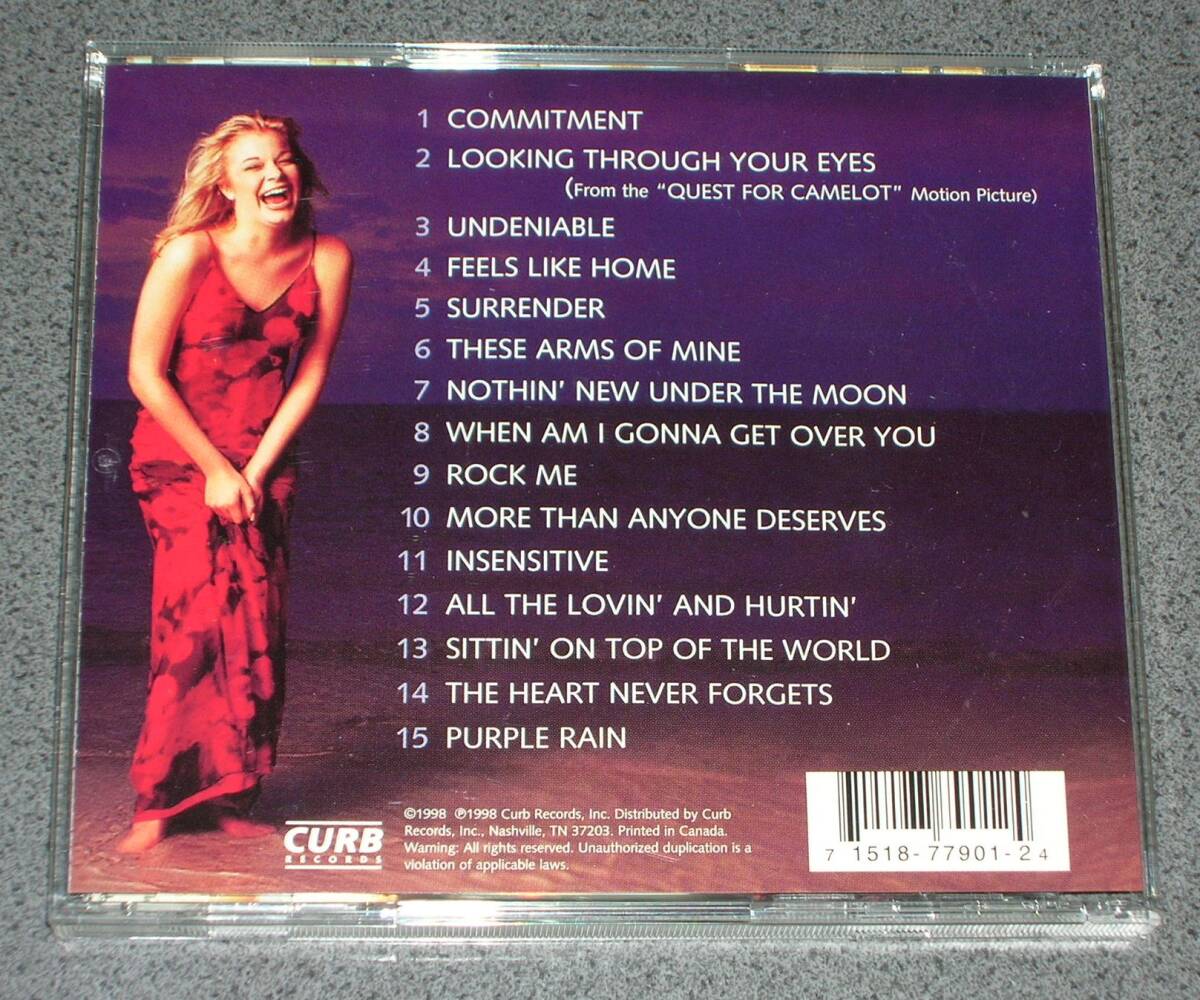 1 COMMITMENT
2 LOOKING THROUGH YOUR EYES
(From the "QUEST FOR CAMELOT" Motion Picture)
3 UNDENIABLE
4 FEELS LIKE HOME
5 SURRENDER
6 THESE ARMS OF MINE
7 NOTHIN' NEW UNDER THE MOON
8 WHEN AM I GONNA GET OVER YOU
9 ROCK ME
10 MORE THAN ANYONE DESERVES
11 INSENSITIVE
12 ALL THE LOVIN' AND HURTIN'
13 SITTIN' ON TOP OF THE WORLD
14 THE HEART NEVER FORGETS
15 PURPLE RAIN
CURB
RECORDS
©1998 ℗1998 Curb Records, Inc. Distributed by Curb
Records, Inc., Nashville, TN 37203. Printed in Canada.
Warning: All rights reserved. Unauthorized duplication is a
violation of applicable laws.
7 1518-77901-2 4